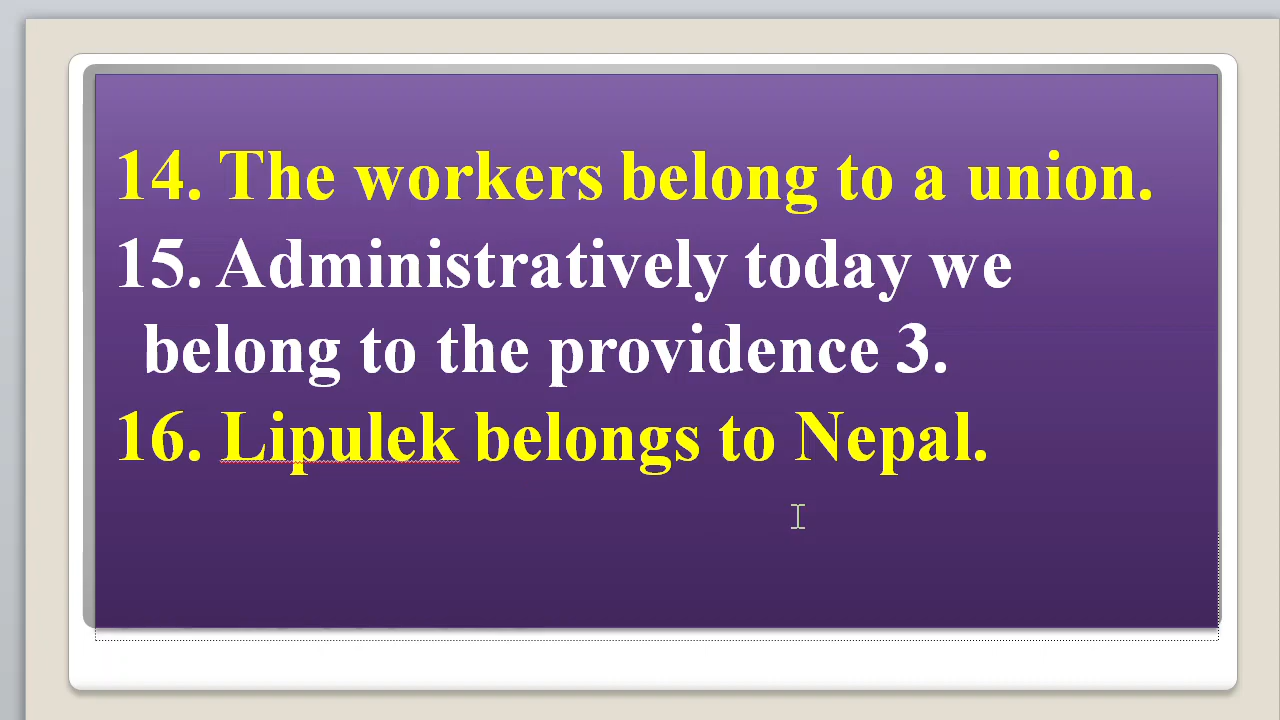 14. The workers belong to a union.
15. Administratively today we
belong to the providence 3.
16. Lipulek belongs to Nepal.